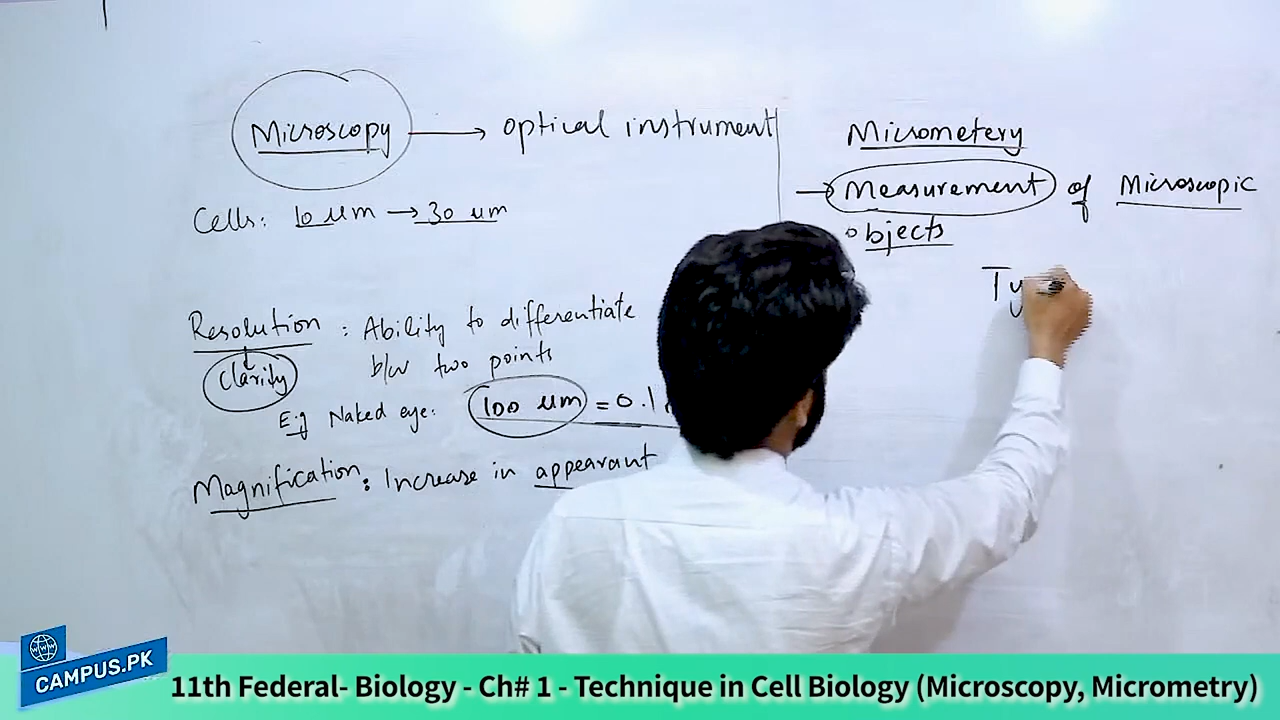 Microscopy → optical instrument
Cells: 10 um → 30 um
Resolution : Ability to differentiate
Clarity b/w two points
E.g Naked eye: 100 um = 0.1
Magnification : Increase in appearant
Micrometery
→ Measurement of Microscopic
objects
Ty
WWW
CAMPUS.PK
11th Federal- Biology - Ch# 1 - Technique in Cell Biology (Microscopy, Micrometry)